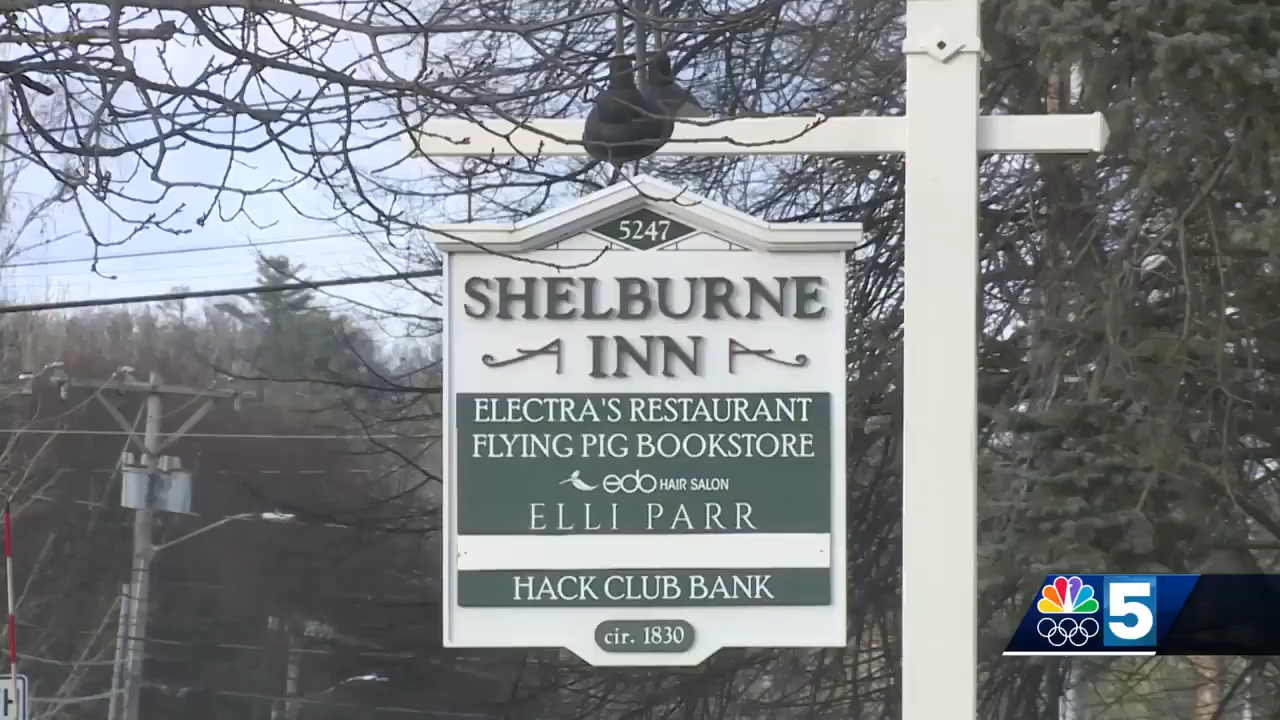 5247
SHELBURNE
INN
ELECTRA'S RESTAURANT
FLYING PIG BOOKSTORE
edo HAIR SALON
ELLI PARR
HACK CLUB BANK
cir. 1830
5